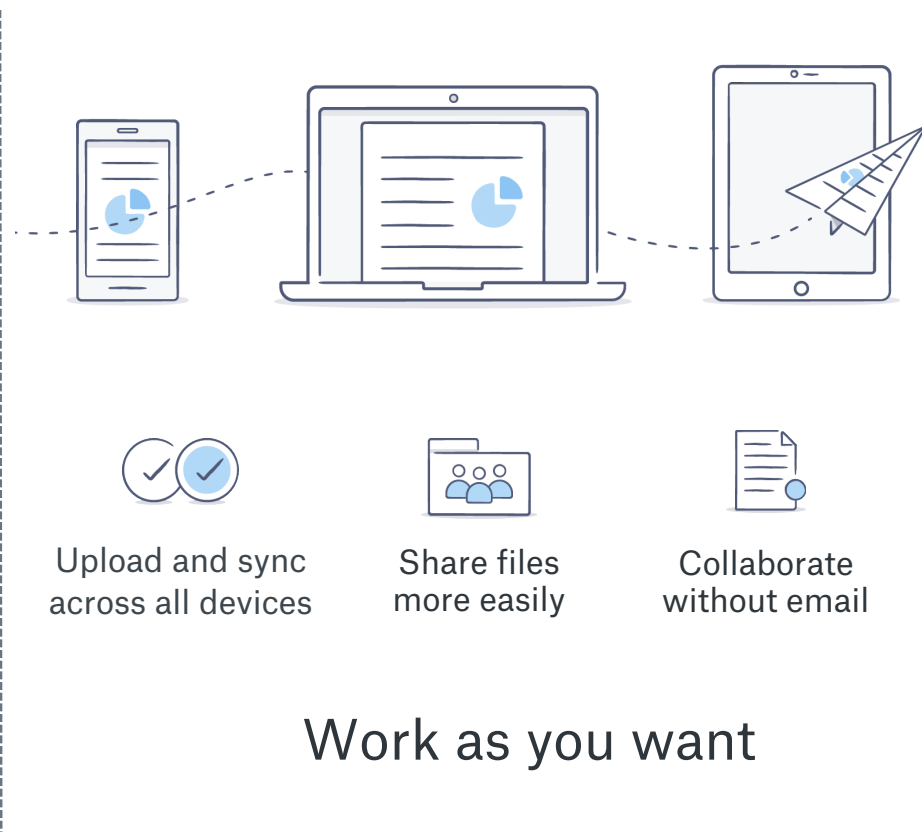 Upload and sync
across all devices
Share files
more easily
Collaborate
without email
Work as you want